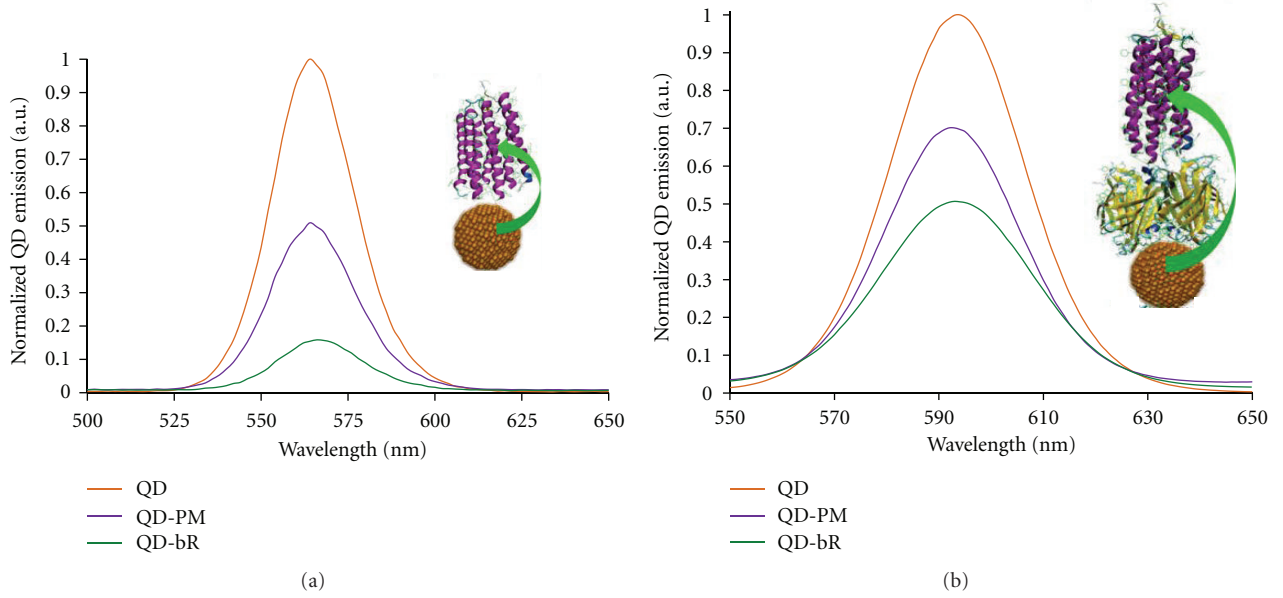 Normalized QD emission (a.u.)
1
0.9
0.8
0.7
0.6
0.5
0.4
0.3
0.2
0.1
0
500
525
550
575
600
625
650
Wavelength (nm)
QD
QD-PM
QD-bR
(a)
Normalized QD emission (a.u.)
1
0.9
0.8
0.7
0.6
0.5
0.4
0.3
0.2
0.1
0
550
570
590
610
630
650
Wavelength (nm)
QD
QD-PM
QD-bR
(b)